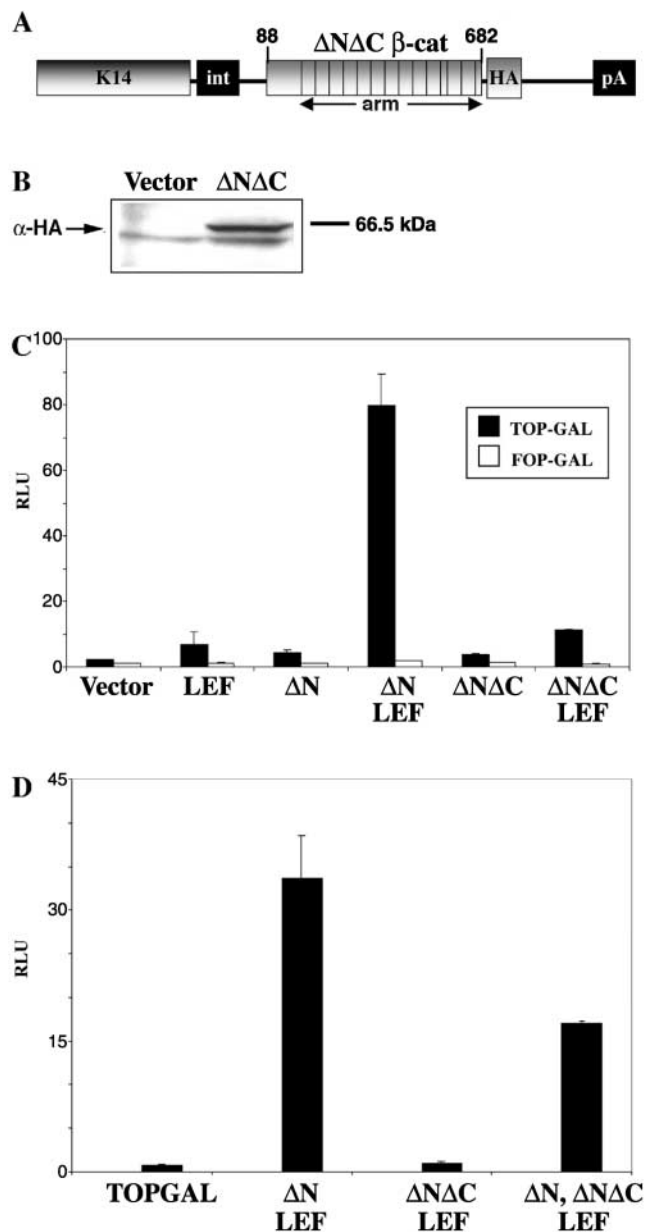 A
88 ΔNΔC β-cat 682
K14 int HA pA
arm
B
Vector ΔNΔC
α-HA 66.5 kDa
C
100
80
60
40
20
0
RLU
TOP-GAL
FOP-GAL
Vector LEF ΔN ΔN ΔNΔC ΔNΔC
LEF LEF
D
45
30
15
0
RLU
TOPGAL ΔN ΔNΔC ΔN, ΔNΔC
LEF LEF LEF